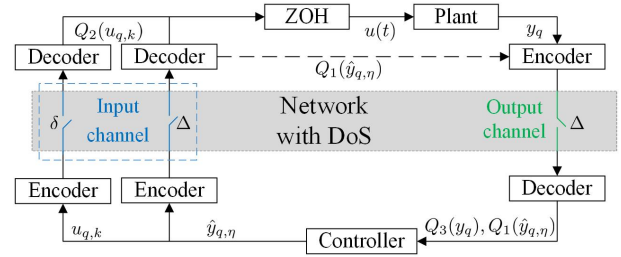 Q₂(u_{q,k})
ZOH
u(t)
Plant
y_q
Decoder
Decoder
Q₁(ŷ_{q,η})
Encoder
δ
Input
channel
Δ
Network
with DoS
Output
channel
Δ
Encoder
Encoder
Decoder
u_{q,k}
ŷ_{q,η}
Controller
Q₃(y_q), Q₁(ŷ_{q,η})